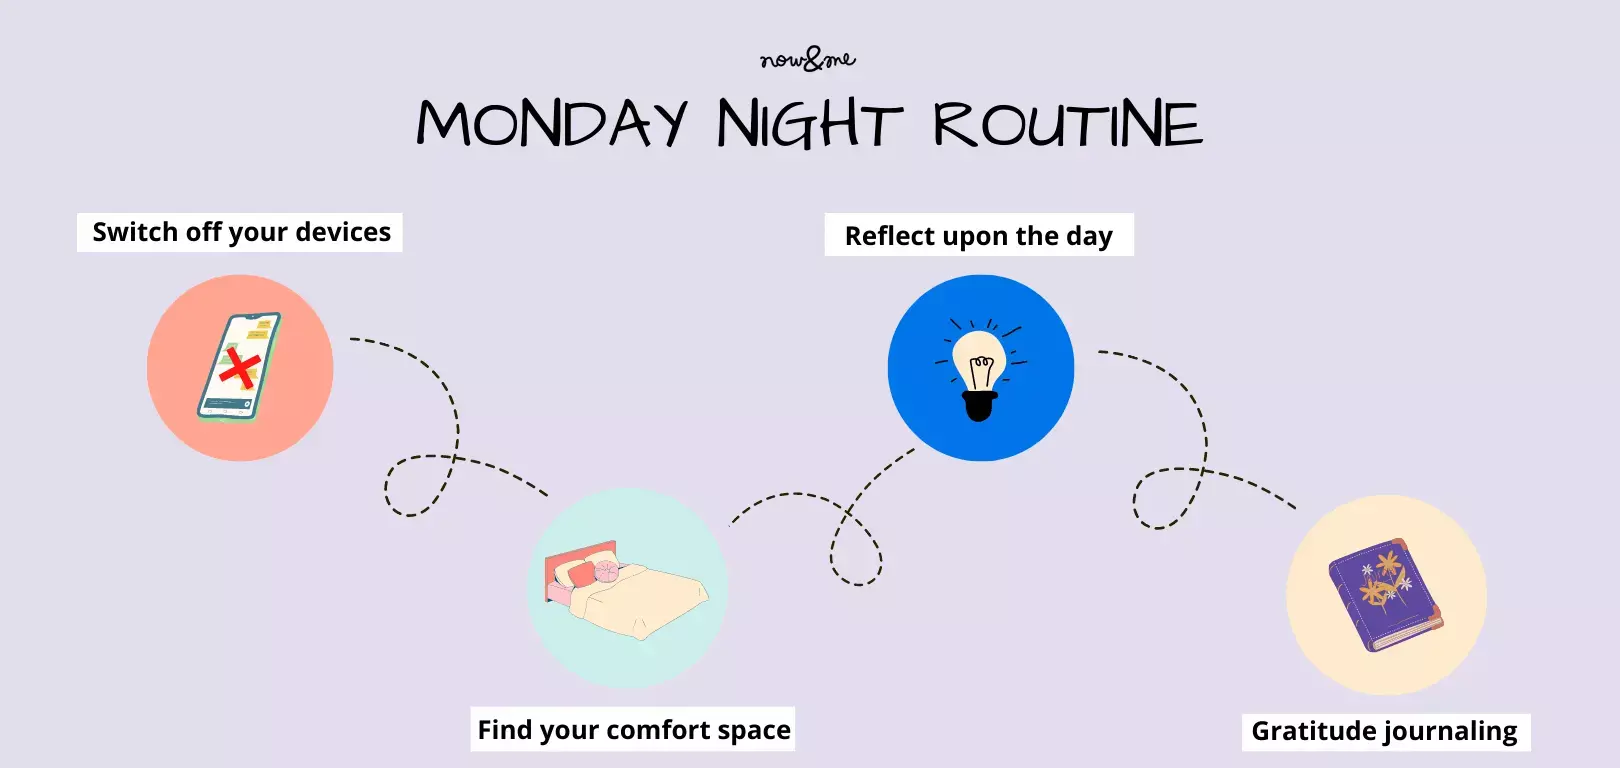 now&me
MONDAY NIGHT ROUTINE
Switch off your devices
Find your comfort space
Reflect upon the day
Gratitude journaling